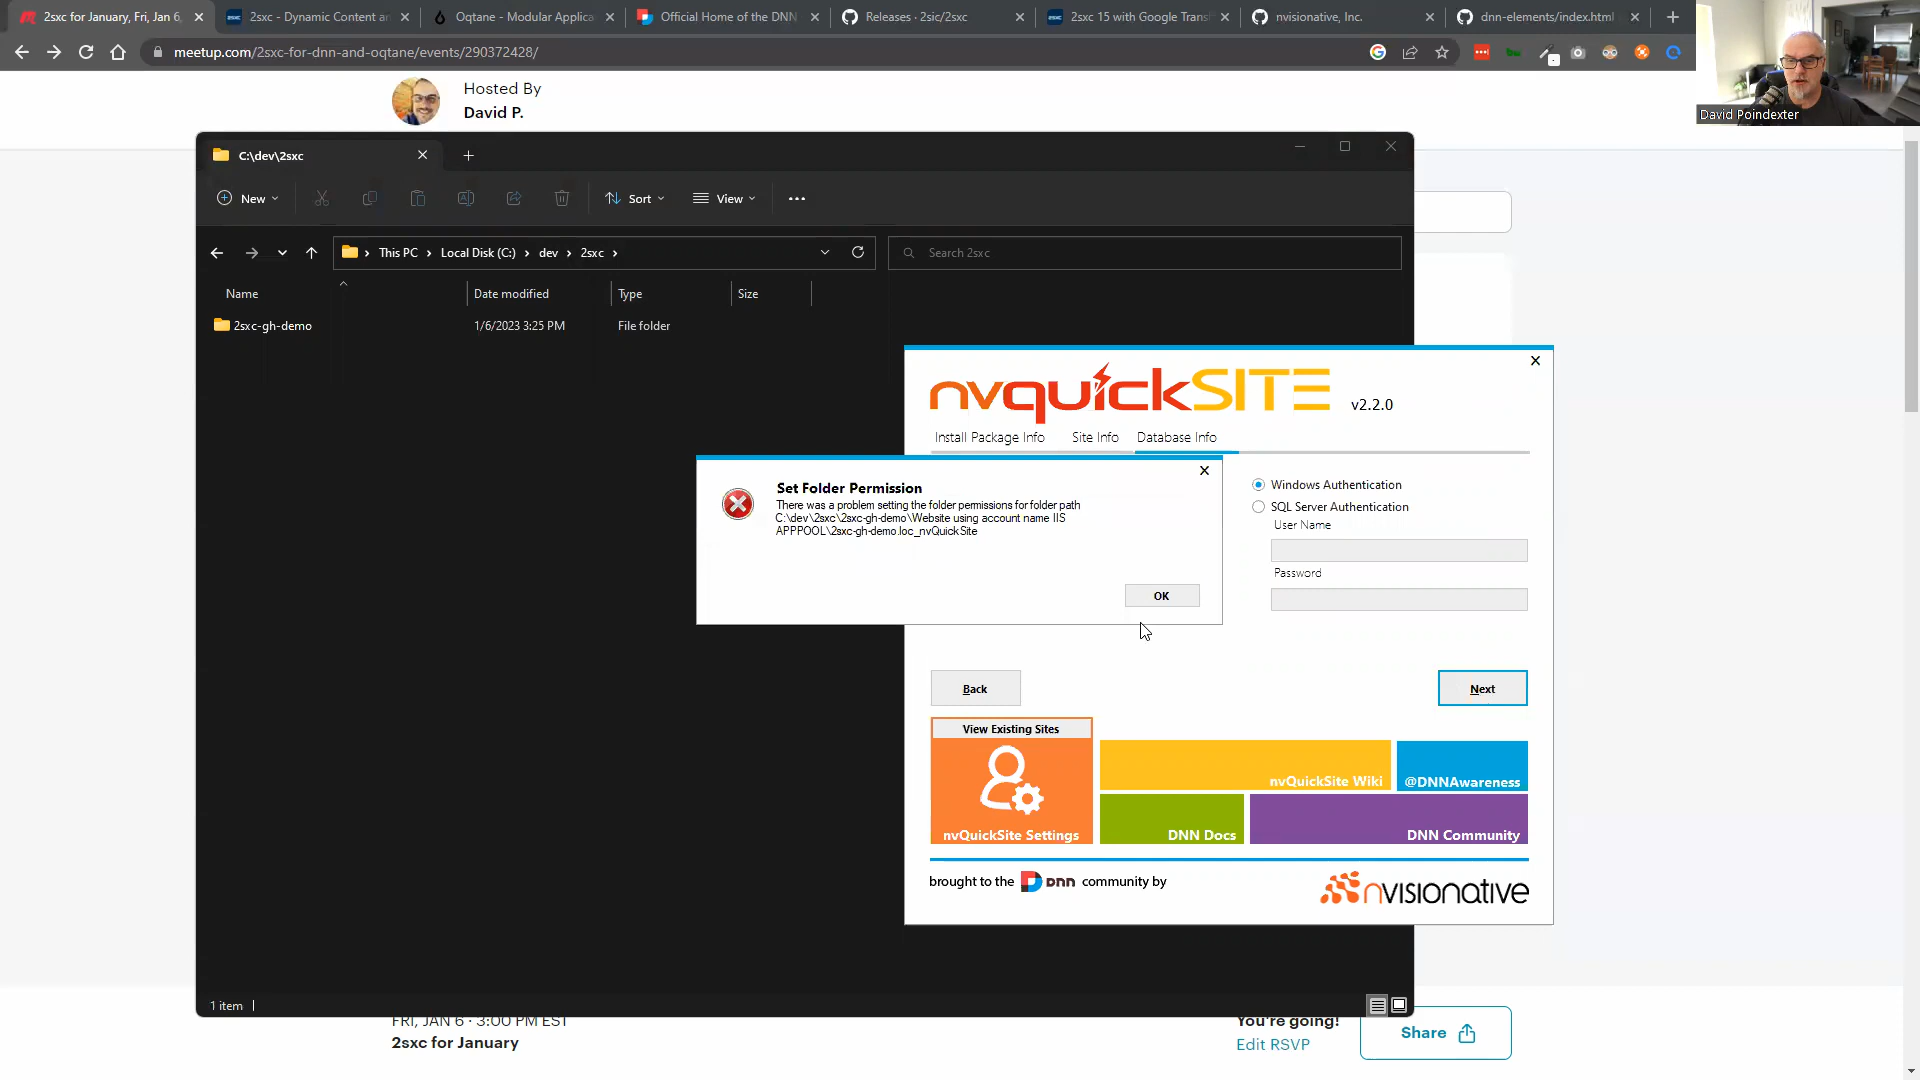 2sxc for January, Fri, Jan 6,
2sxc - Dynamic Content a
Oqtane - Modular Applica
Official Home of the DNN
Releases · 2sic/2sxc
2sxc 15 with Google Trans
nvisionative, Inc.
dnn-elements/index.html
meetup.com/2sxc-for-dnn-and-oqtane/events/290372428/
David Poindexter
Hosted By
David P.
C:\dev\2sxc
New
Sort
View
This PC
Local Disk (C:)
dev
2sxc
Search 2sxc
Name
Date modified
Type
Size
2sxc-gh-demo
1/6/2023 3:25 PM
File folder
nvquickSITE
v2.2.0
Install Package Info
Site Info
Database Info
Set Folder Permission
There was a problem setting the folder permissions for folder path
C:\dev\2sxc\2sxc-gh-demo\Website using account name IIS
APPPOOL\2sxc-gh-demo.loc_nvQuickSite
OK
Windows Authentication
SQL Server Authentication
User Name
Password
Back
Next
View Existing Sites
nvQuickSite Settings
nvQuickSite Wiki
@DNNAwareness
DNN Docs
DNN Community
brought to the DNN community by
nvisionative
1 item
FRI, JAN 6 · 3:00 PM EST
2sxc for January
You're going!
Edit RSVP
Share